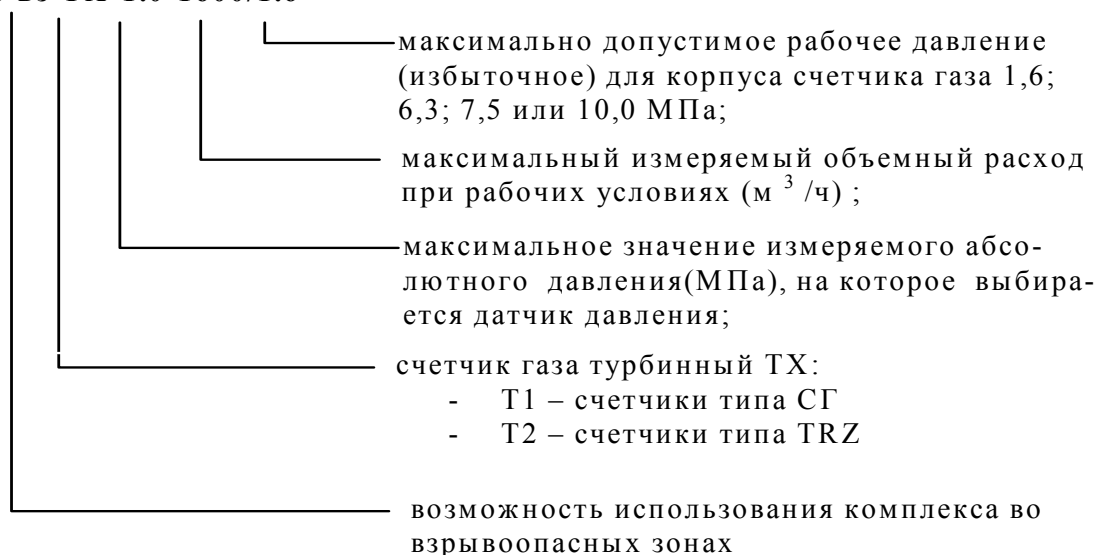 максимально допустимое рабочее давление
(избыточное) для корпуса счетчика газа 1,6;
6,3; 7,5 или 10,0 МПа;
максимальный измеряемый объемный расход
при рабочих условиях (м 3 /ч) ;
максимальное значение измеряемого абсо-
лютного давления(МПа), на которое выбира-
ется датчик давления;
счетчик газа турбинный ТХ:
- Т1 – счетчики типа СГ
- Т2 – счетчики типа TRZ
возможность использования комплекса во
взрывоопасных зонах